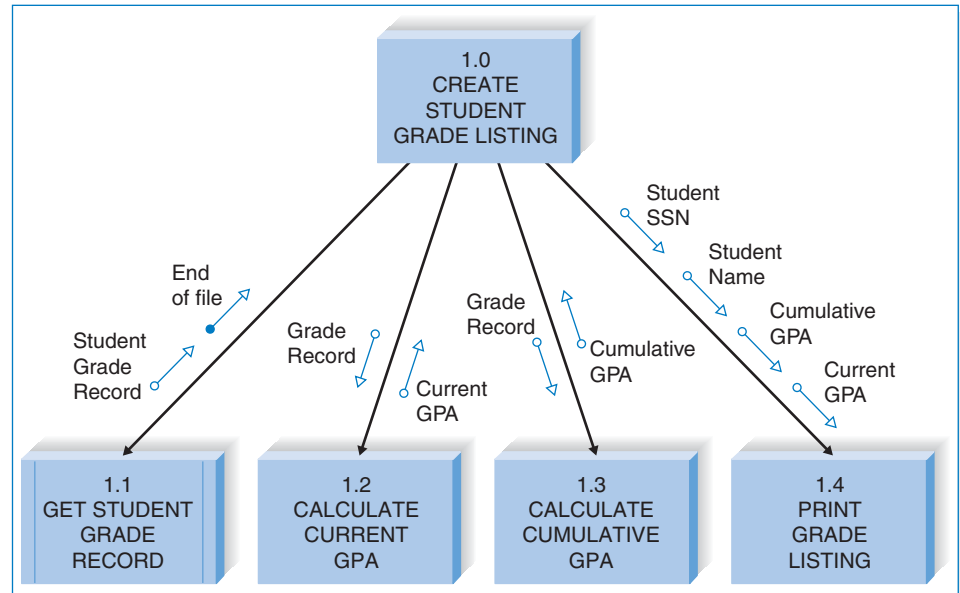 1.0
CREATE
STUDENT
GRADE LISTING
Student
SSN
Student
Name
Cumulative
GPA
Current
GPA
End
of file
Student
Grade
Record
Grade
Record
Current
GPA
Grade
Record
Cumulative
GPA
1.1
GET STUDENT
GRADE
RECORD
1.2
CALCULATE
CURRENT
GPA
1.3
CALCULATE
CUMULATIVE
GPA
1.4
PRINT
GRADE
LISTING